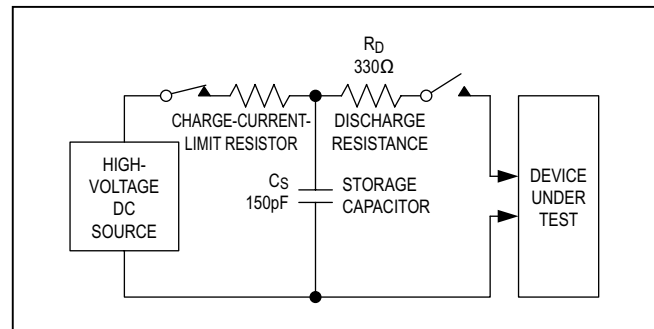 R_D
330Ω
CHARGE-CURRENT-
LIMIT RESISTOR
DISCHARGE
RESISTANCE
HIGH-
VOLTAGE
DC
SOURCE
C_S
150pF
STORAGE
CAPACITOR
DEVICE
UNDER
TEST